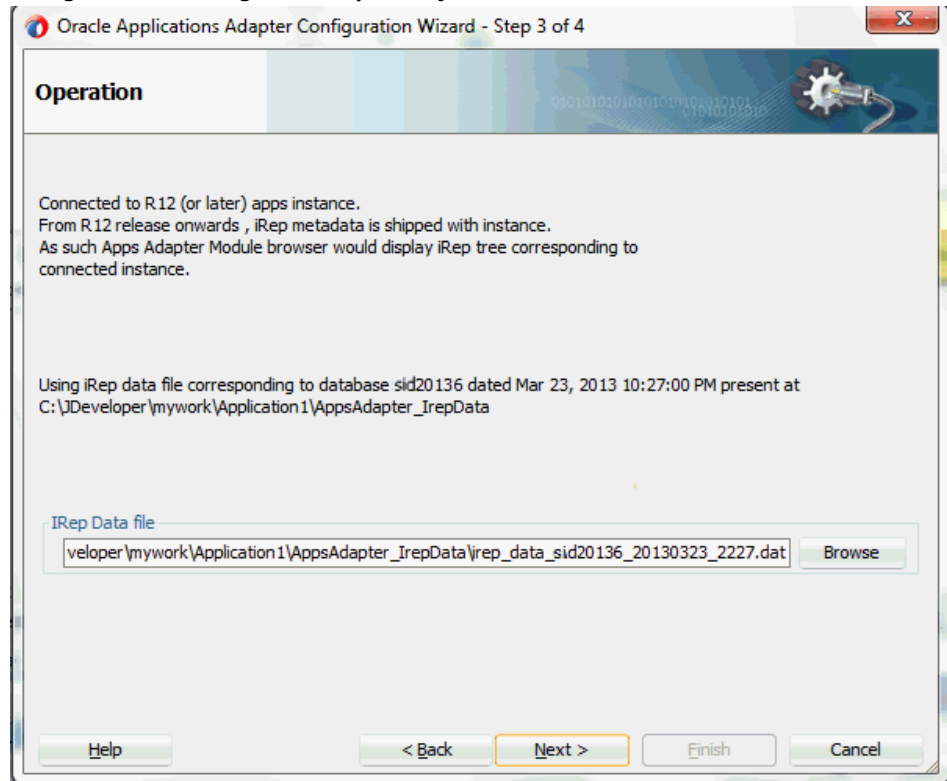 Oracle Applications Adapter Configuration Wizard - Step 3 of 4
Operation
Connected to R12 (or later) apps instance.
From R12 release onwards , iRep metadata is shipped with instance.
As such Apps Adapter Module browser would display iRep tree corresponding to
connected instance.
Using iRep data file corresponding to database sid20136 dated Mar 23, 2013 10:27:00 PM present at
C:\JDeveloper\mywork\Application1\AppsAdapter_IrepData
IRep Data file
veloper\mywork\Application1\AppsAdapter_IrepData\irep_data_sid20136_20130323_2227.dat Browse
Help < Back Next > Finish Cancel